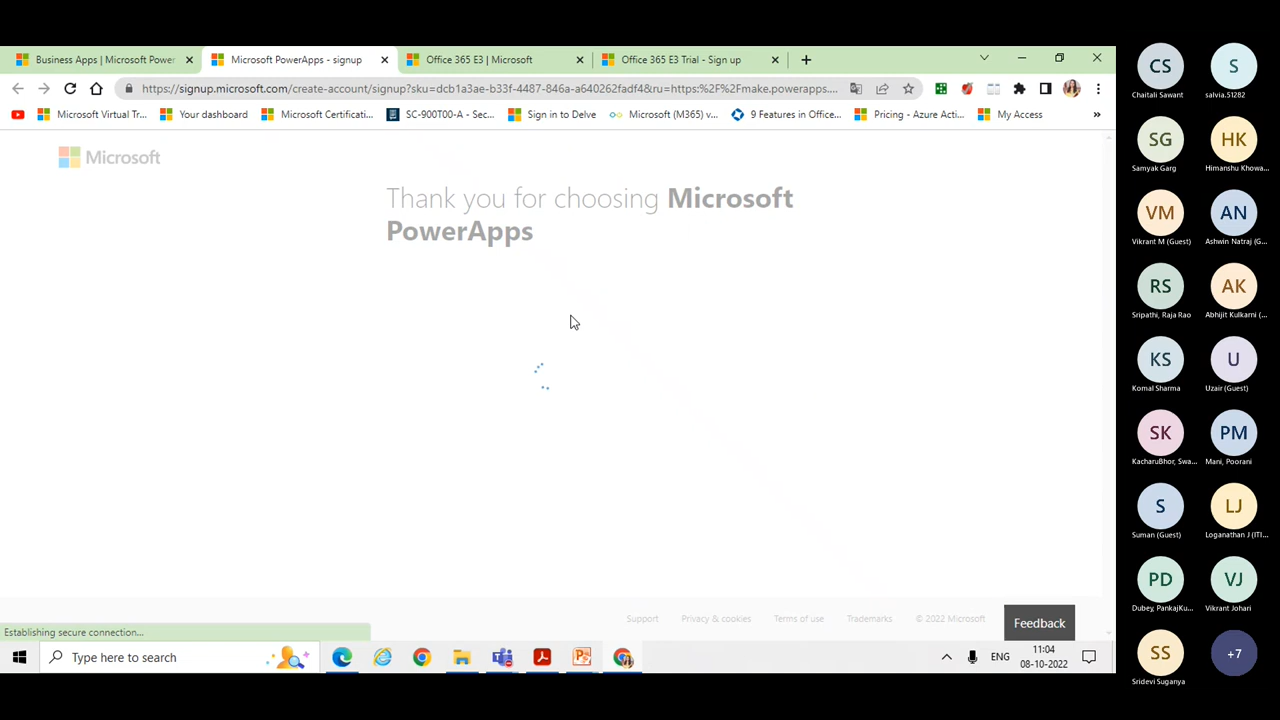 Business Apps | Microsoft Power
Microsoft PowerApps - signup
Office 365 E3 | Microsoft
Office 365 E3 Trial - Sign up
https://signup.microsoft.com/create-account/signup?sku=dcb1a3ae-b33f-4487-846a-a640262fadf4&ru=https:%2F%2Fmake.powerapps....
Microsoft Virtual Tr...
Your dashboard
Microsoft Certificati...
SC-900T00-A - Sec...
Sign in to Delve
Microsoft (M365) v...
9 Features in Office...
Pricing - Azure Acti...
My Access
Microsoft
Thank you for choosing Microsoft
PowerApps
Support
Privacy & cookies
Terms of use
Trademarks
© 2022 Microsoft
Feedback
Establishing secure connection...
Type here to search
ENG
11:04
08-10-2022
CS
S
Chaitali Sawant
salvia.51282
SG
HK
Samyak Garg
Himanshu Khowa...
VM
AN
Vikrant M (Guest)
Ashwin Natraj (G...
RS
AK
Sripathi, Raja Rao
Abhijit Kulkarni (...
KS
U
Komal Sharma
Uzair (Guest)
SK
PM
KacharuBhor, Swa...
Mani, Poorani
S
LJ
Suman (Guest)
Loganathan J (ITI...
PD
VJ
Dubey, PankajKu...
Vikrant Johari
SS
+7
Sridevi Suganya